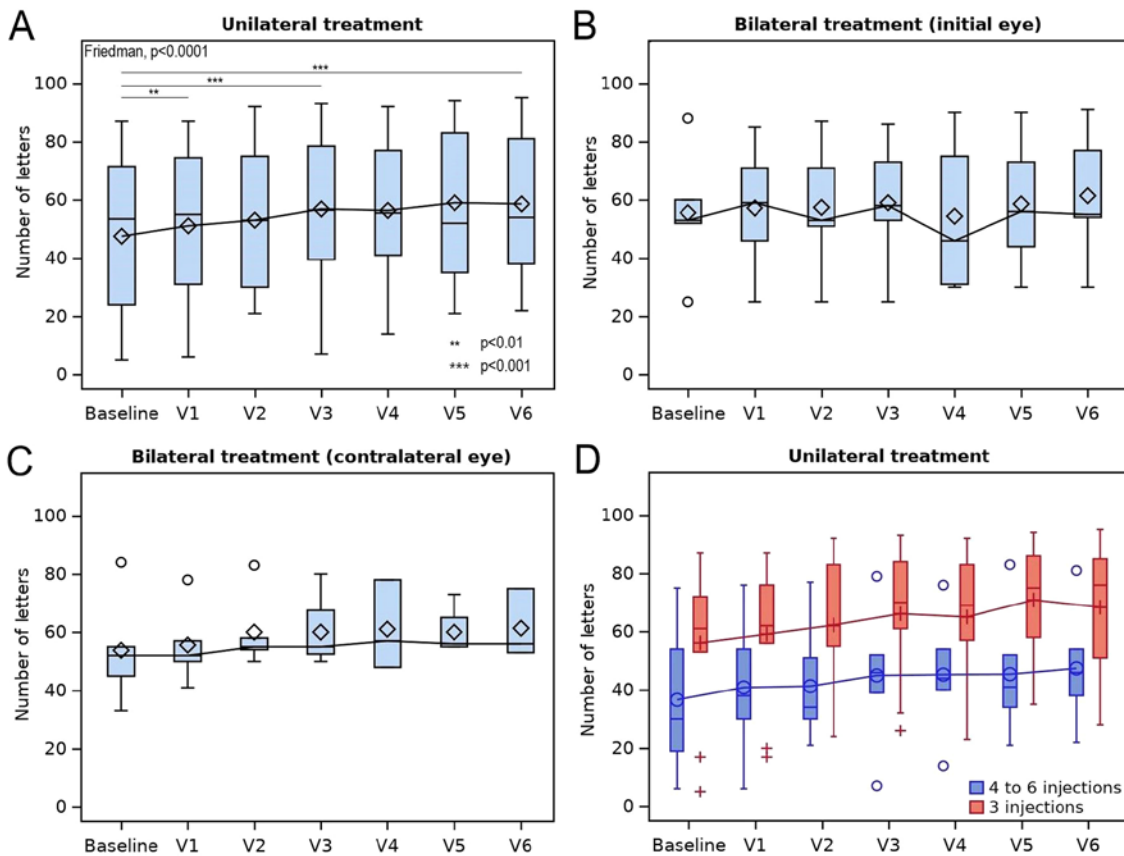 A
Unilateral treatment
Friedman, p<0.0001
***
***
**
Number of letters
100
80
60
40
20
0
** p<0.01
*** p<0.001
Baseline V1 V2 V3 V4 V5 V6
B
Bilateral treatment (initial eye)
Number of letters
100
80
60
40
20
0
Baseline V1 V2 V3 V4 V5 V6
C
Bilateral treatment (contralateral eye)
Number of letters
100
80
60
40
20
0
Baseline V1 V2 V3 V4 V5 V6
D
Unilateral treatment
Number of letters
100
80
60
40
20
0
4 to 6 injections
3 injections
Baseline V1 V2 V3 V4 V5 V6